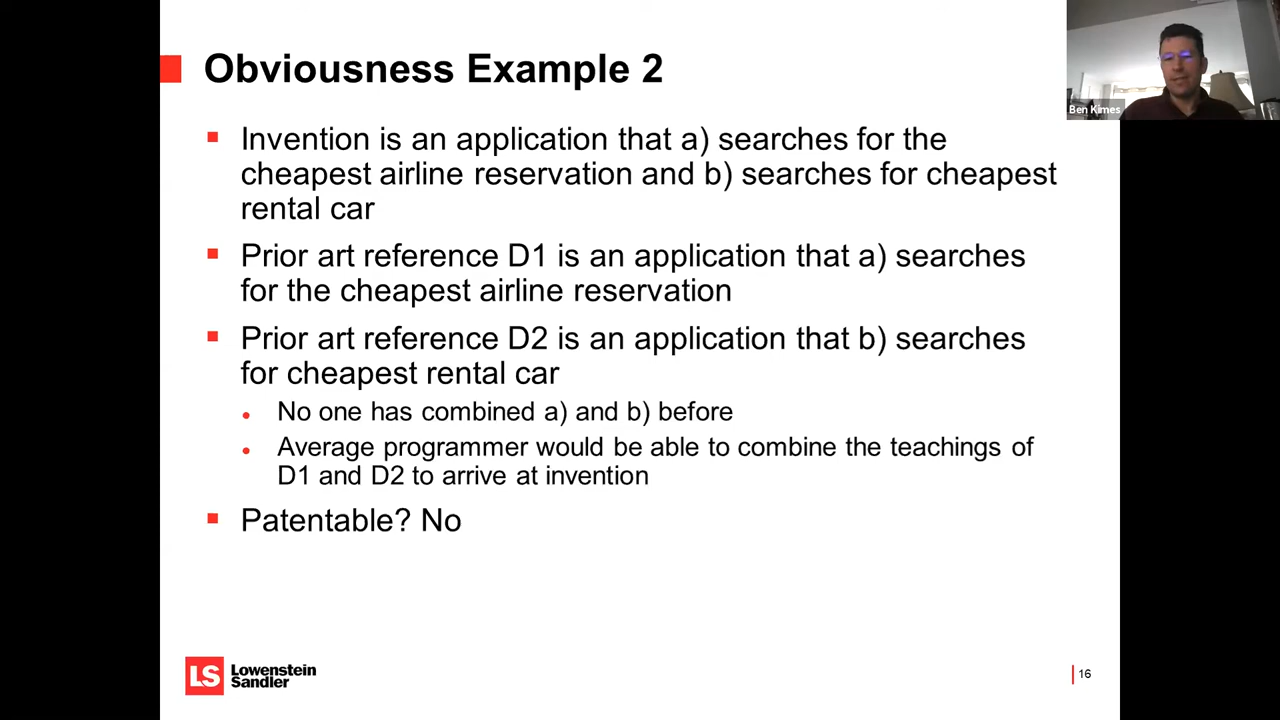 Obviousness Example 2
Ben Kimes
Invention is an application that a) searches for the
cheapest airline reservation and b) searches for cheapest
rental car
Prior art reference D1 is an application that a) searches
for the cheapest airline reservation
Prior art reference D2 is an application that b) searches
for cheapest rental car
No one has combined a) and b) before
Average programmer would be able to combine the teachings of
D1 and D2 to arrive at invention
Patentable? No
LS Lowenstein
Sandler
16